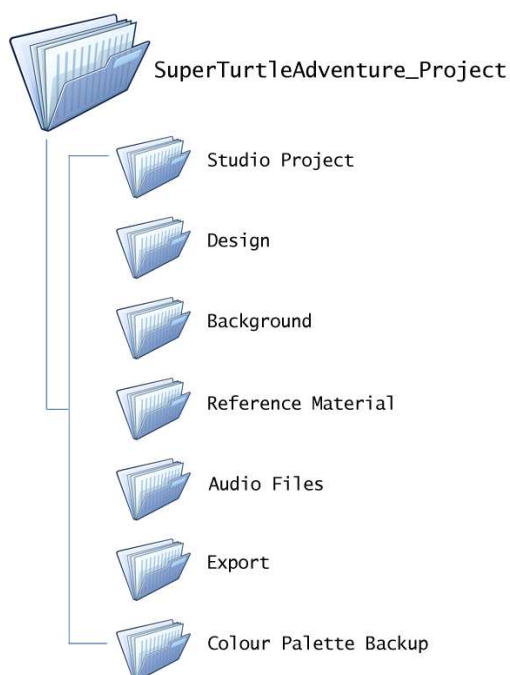 SuperTurtleAdventure_Project
Studio Project
Design
Background
Reference Material
Audio Files
Export
Colour Palette Backup